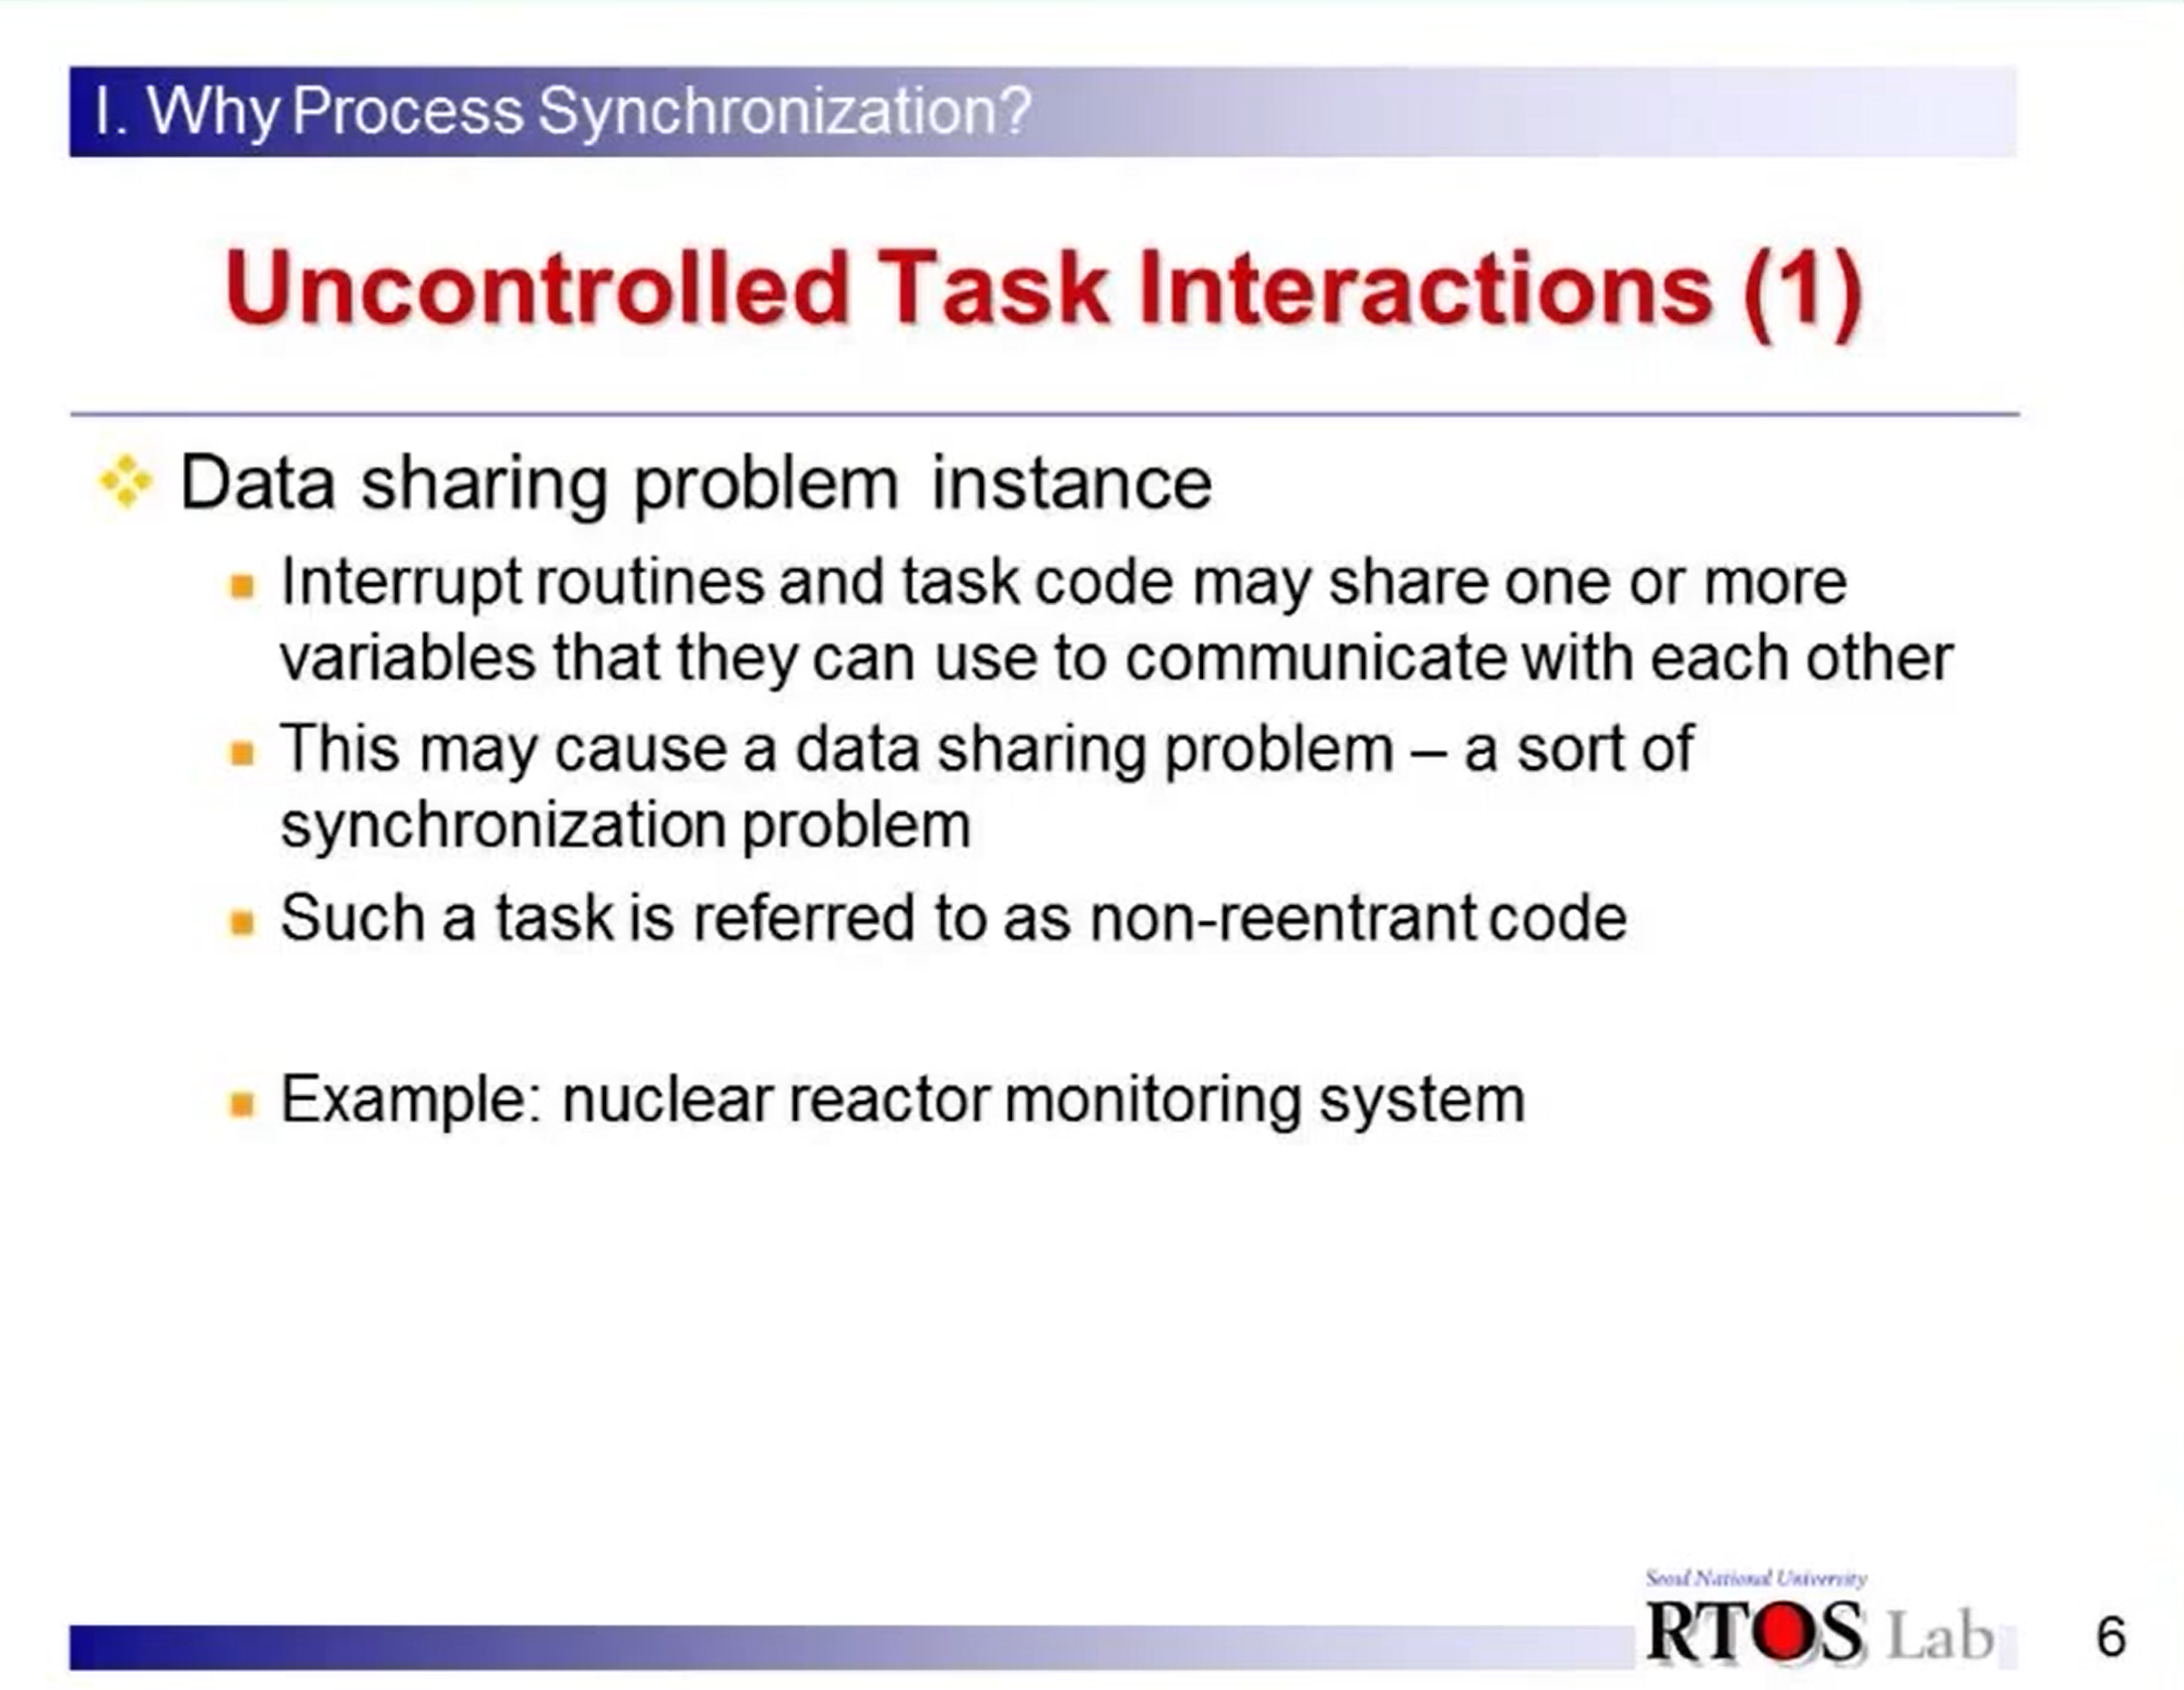 I. Why Process Synchronization?
Uncontrolled Task Interactions (1)
Data sharing problem instance
Interrupt routines and task code may share one or more
variables that they can use to communicate with each other
This may cause a data sharing problem – a sort of
synchronization problem
Such a task is referred to as non-reentrant code
Example: nuclear reactor monitoring system
Seoul National University
RTOS Lab
6